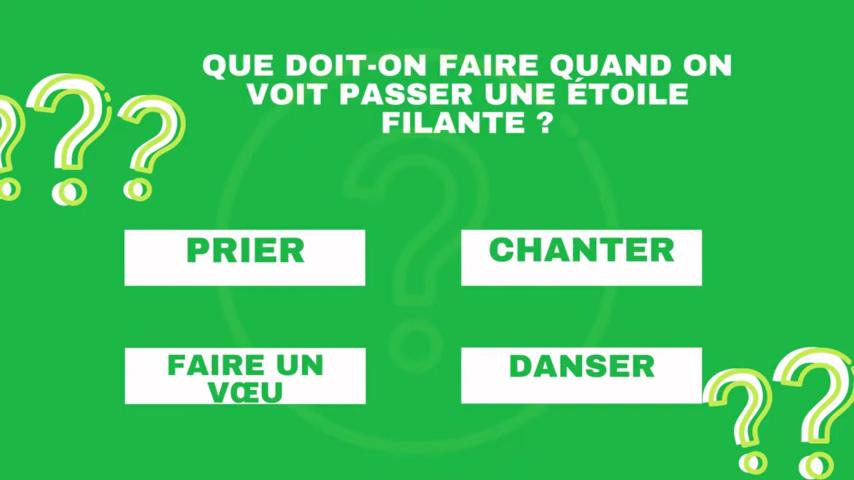 QUE DOIT-ON FAIRE QUAND ON
VOIT PASSER UNE ÉTOILE
FILANTE ?
PRIER
CHANTER
FAIRE UN
VŒU
DANSER